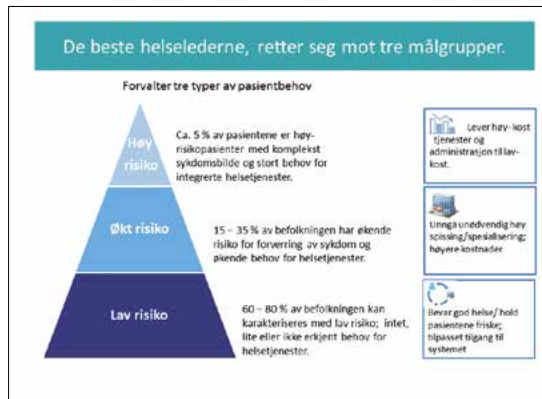 De beste helselederne, retter seg mot tre målgrupper.
Forvalter tre typer av pasientbehov
Høy
risiko
Ca. 5 % av pasientene er høy-
risikopasienter med komplekst
sykdomsbilde og stort behov for
integrerte helsetjenester.
Lever høy-kost
tjenester og
administrasjon til lav-
kost.
Økt risiko
15 – 35 % av befolkningen har økende
risiko for forverring av sykdom og
økende behov for helsetjenester.
Unnga unødvendig høy
spissing/spesialisering;
høyere kostnader
Lav risiko
60 – 80 % av befolkningen kan
karakteriseres med lav risiko; intet,
lite eller ikke erkjent behov for
helsetjenester.
Bevar god helse/ hold
pasientene friske;
tilpasset tilgang til
systemet